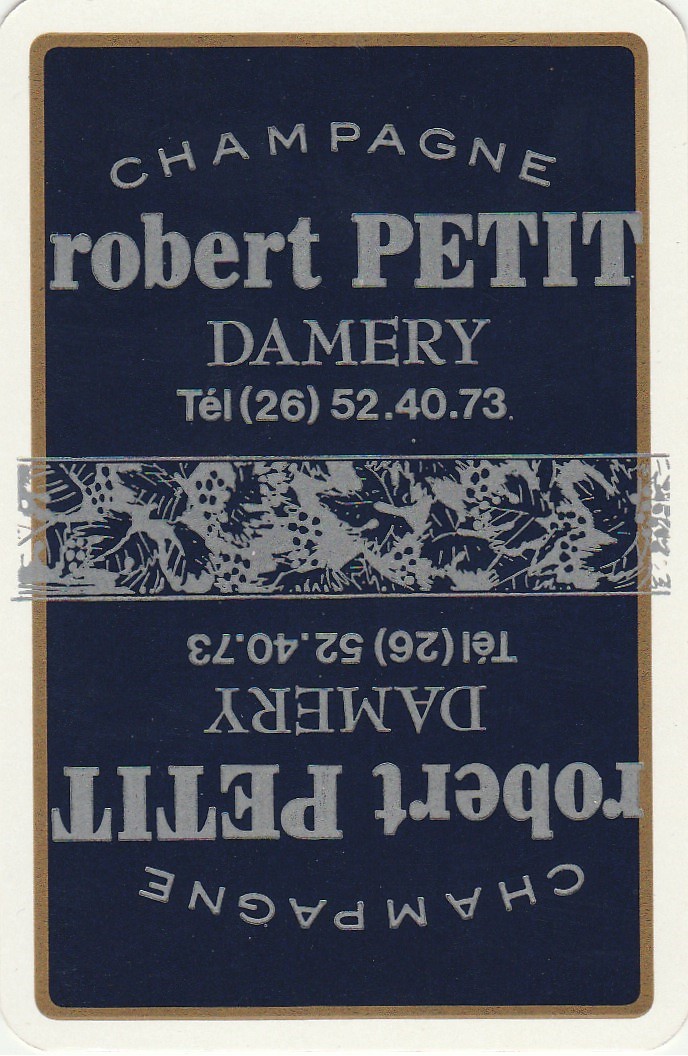 CHAMPAGNE
robert PETIT
DAMERY
Tél (26) 52.40.73.
Tél (26) 52.40.73
DAMERY
robert PETIT
CHAMPAGNE